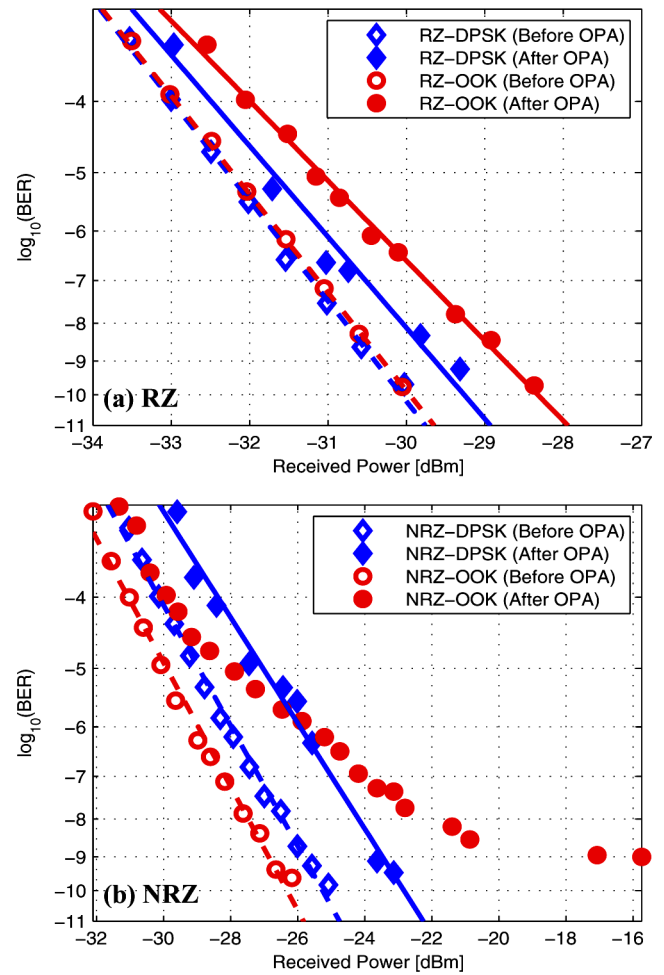 RZ−DPSK (Before OPA)
RZ−DPSK (After OPA)
RZ−OOK (Before OPA)
RZ−OOK (After OPA)
−4
−5
−6
−7
−8
−9
−10
−11
log10(BER)
(a) RZ
−34 −33 −32 −31 −30 −29 −28 −27
Received Power [dBm]
NRZ−DPSK (Before OPA)
NRZ−DPSK (After OPA)
NRZ−OOK (Before OPA)
NRZ−OOK (After OPA)
−4
−5
−6
−7
−8
−9
−10
−11
log10(BER)
(b) NRZ
−32 −30 −28 −26 −24 −22 −20 −18 −16
Received Power [dBm]